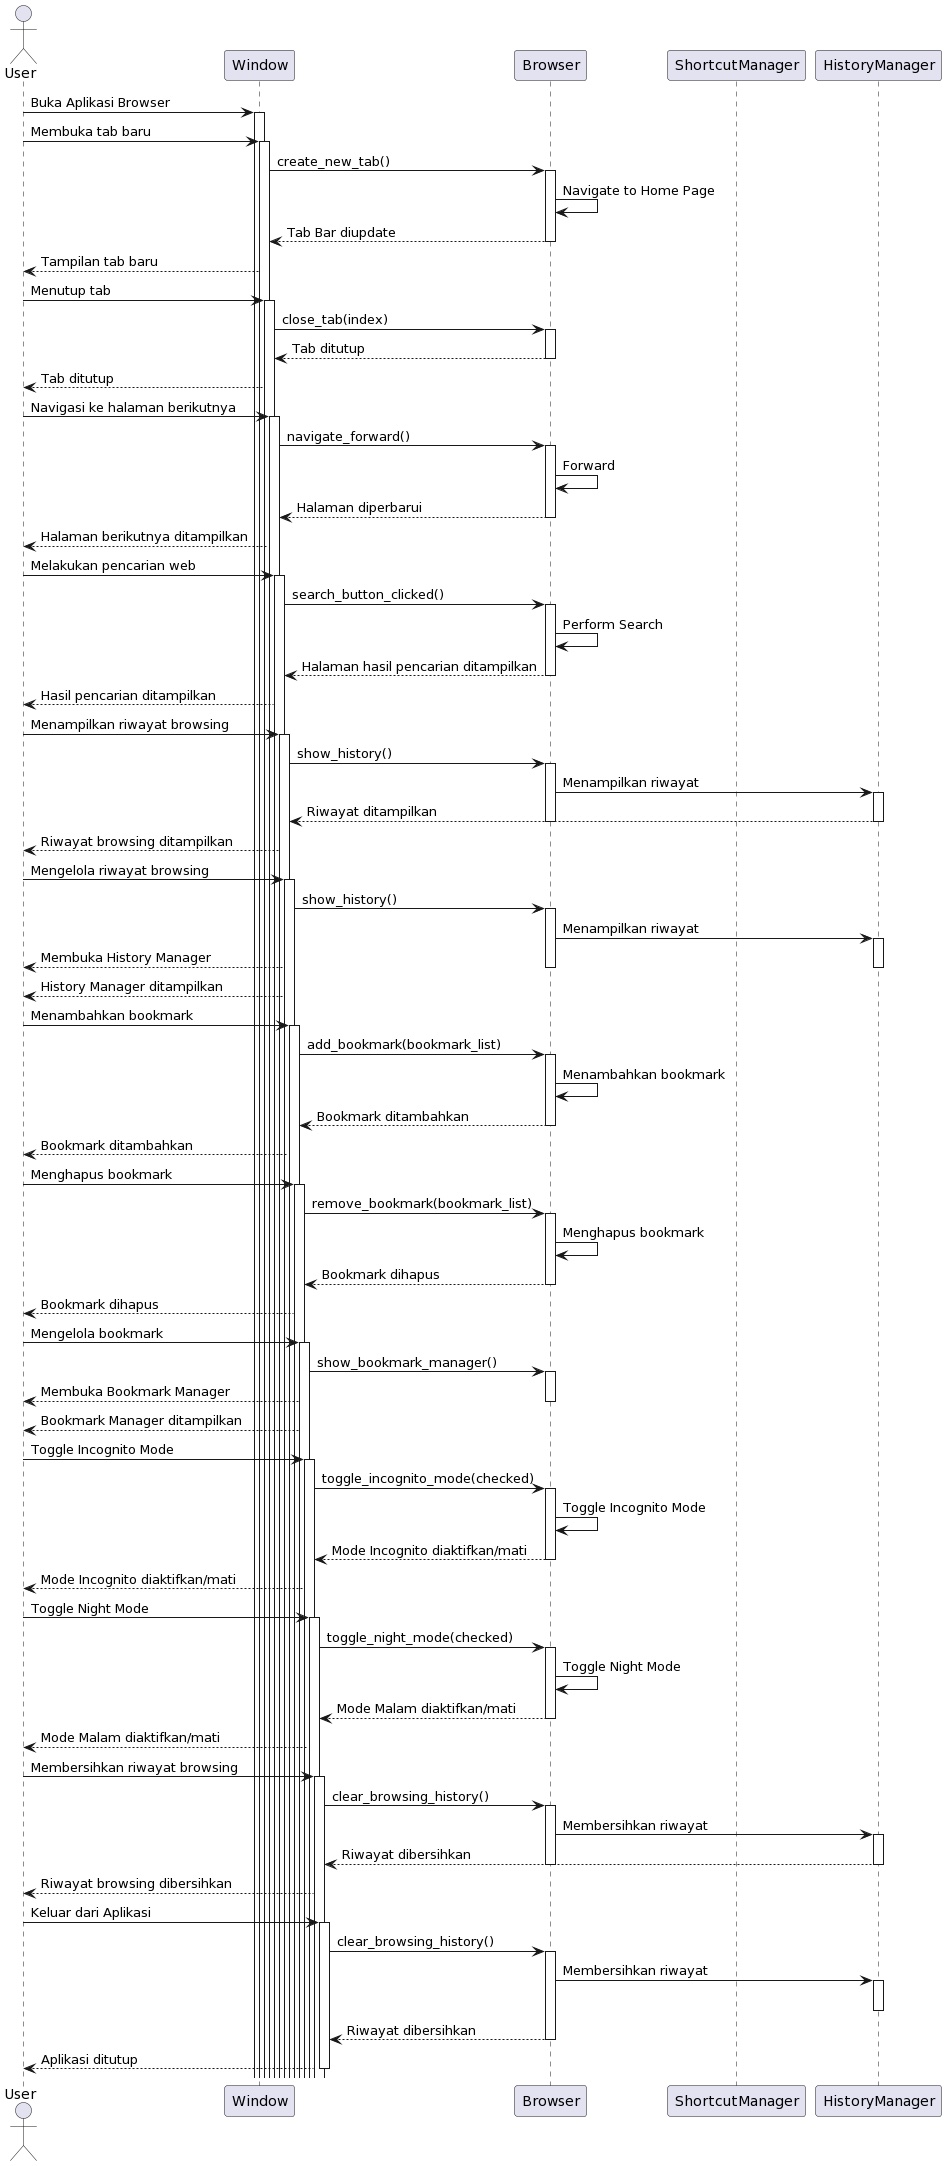 User
Window
Browser
ShortcutManager
HistoryManager
Buka Aplikasi Browser
Membuka tab baru
create_new_tab()
Navigate to Home Page
Tab Bar diupdate
Tampilan tab baru
Menutup tab
close_tab(index)
Tab ditutup
Tab ditutup
Navigasi ke halaman berikutnya
navigate_forward()
Forward
Halaman diperbarui
Halaman berikutnya ditampilkan
Melakukan pencarian web
search_button_clicked()
Perform Search
Halaman hasil pencarian ditampilkan
Hasil pencarian ditampilkan
Menampilkan riwayat browsing
show_history()
Menampilkan riwayat
Riwayat ditampilkan
Riwayat browsing ditampilkan
Mengelola riwayat browsing
show_history()
Menampilkan riwayat
Membuka History Manager
History Manager ditampilkan
Menambahkan bookmark
add_bookmark(bookmark_list)
Menambahkan bookmark
Bookmark ditambahkan
Bookmark ditambahkan
Menghapus bookmark
remove_bookmark(bookmark_list)
Menghapus bookmark
Bookmark dihapus
Bookmark dihapus
Mengelola bookmark
show_bookmark_manager()
Membuka Bookmark Manager
Bookmark Manager ditampilkan
Toggle Incognito Mode
toggle_incognito_mode(checked)
Toggle Incognito Mode
Mode Incognito diaktifkan/mati
Mode Incognito diaktifkan/mati
Toggle Night Mode
toggle_night_mode(checked)
Toggle Night Mode
Mode Malam diaktifkan/mati
Mode Malam diaktifkan/mati
Membersihkan riwayat browsing
clear_browsing_history()
Membersihkan riwayat
Riwayat dibersihkan
Riwayat browsing dibersihkan
Keluar dari Aplikasi
clear_browsing_history()
Membersihkan riwayat
Riwayat dibersihkan
Aplikasi ditutup
User
Window
Browser
ShortcutManager
HistoryManager